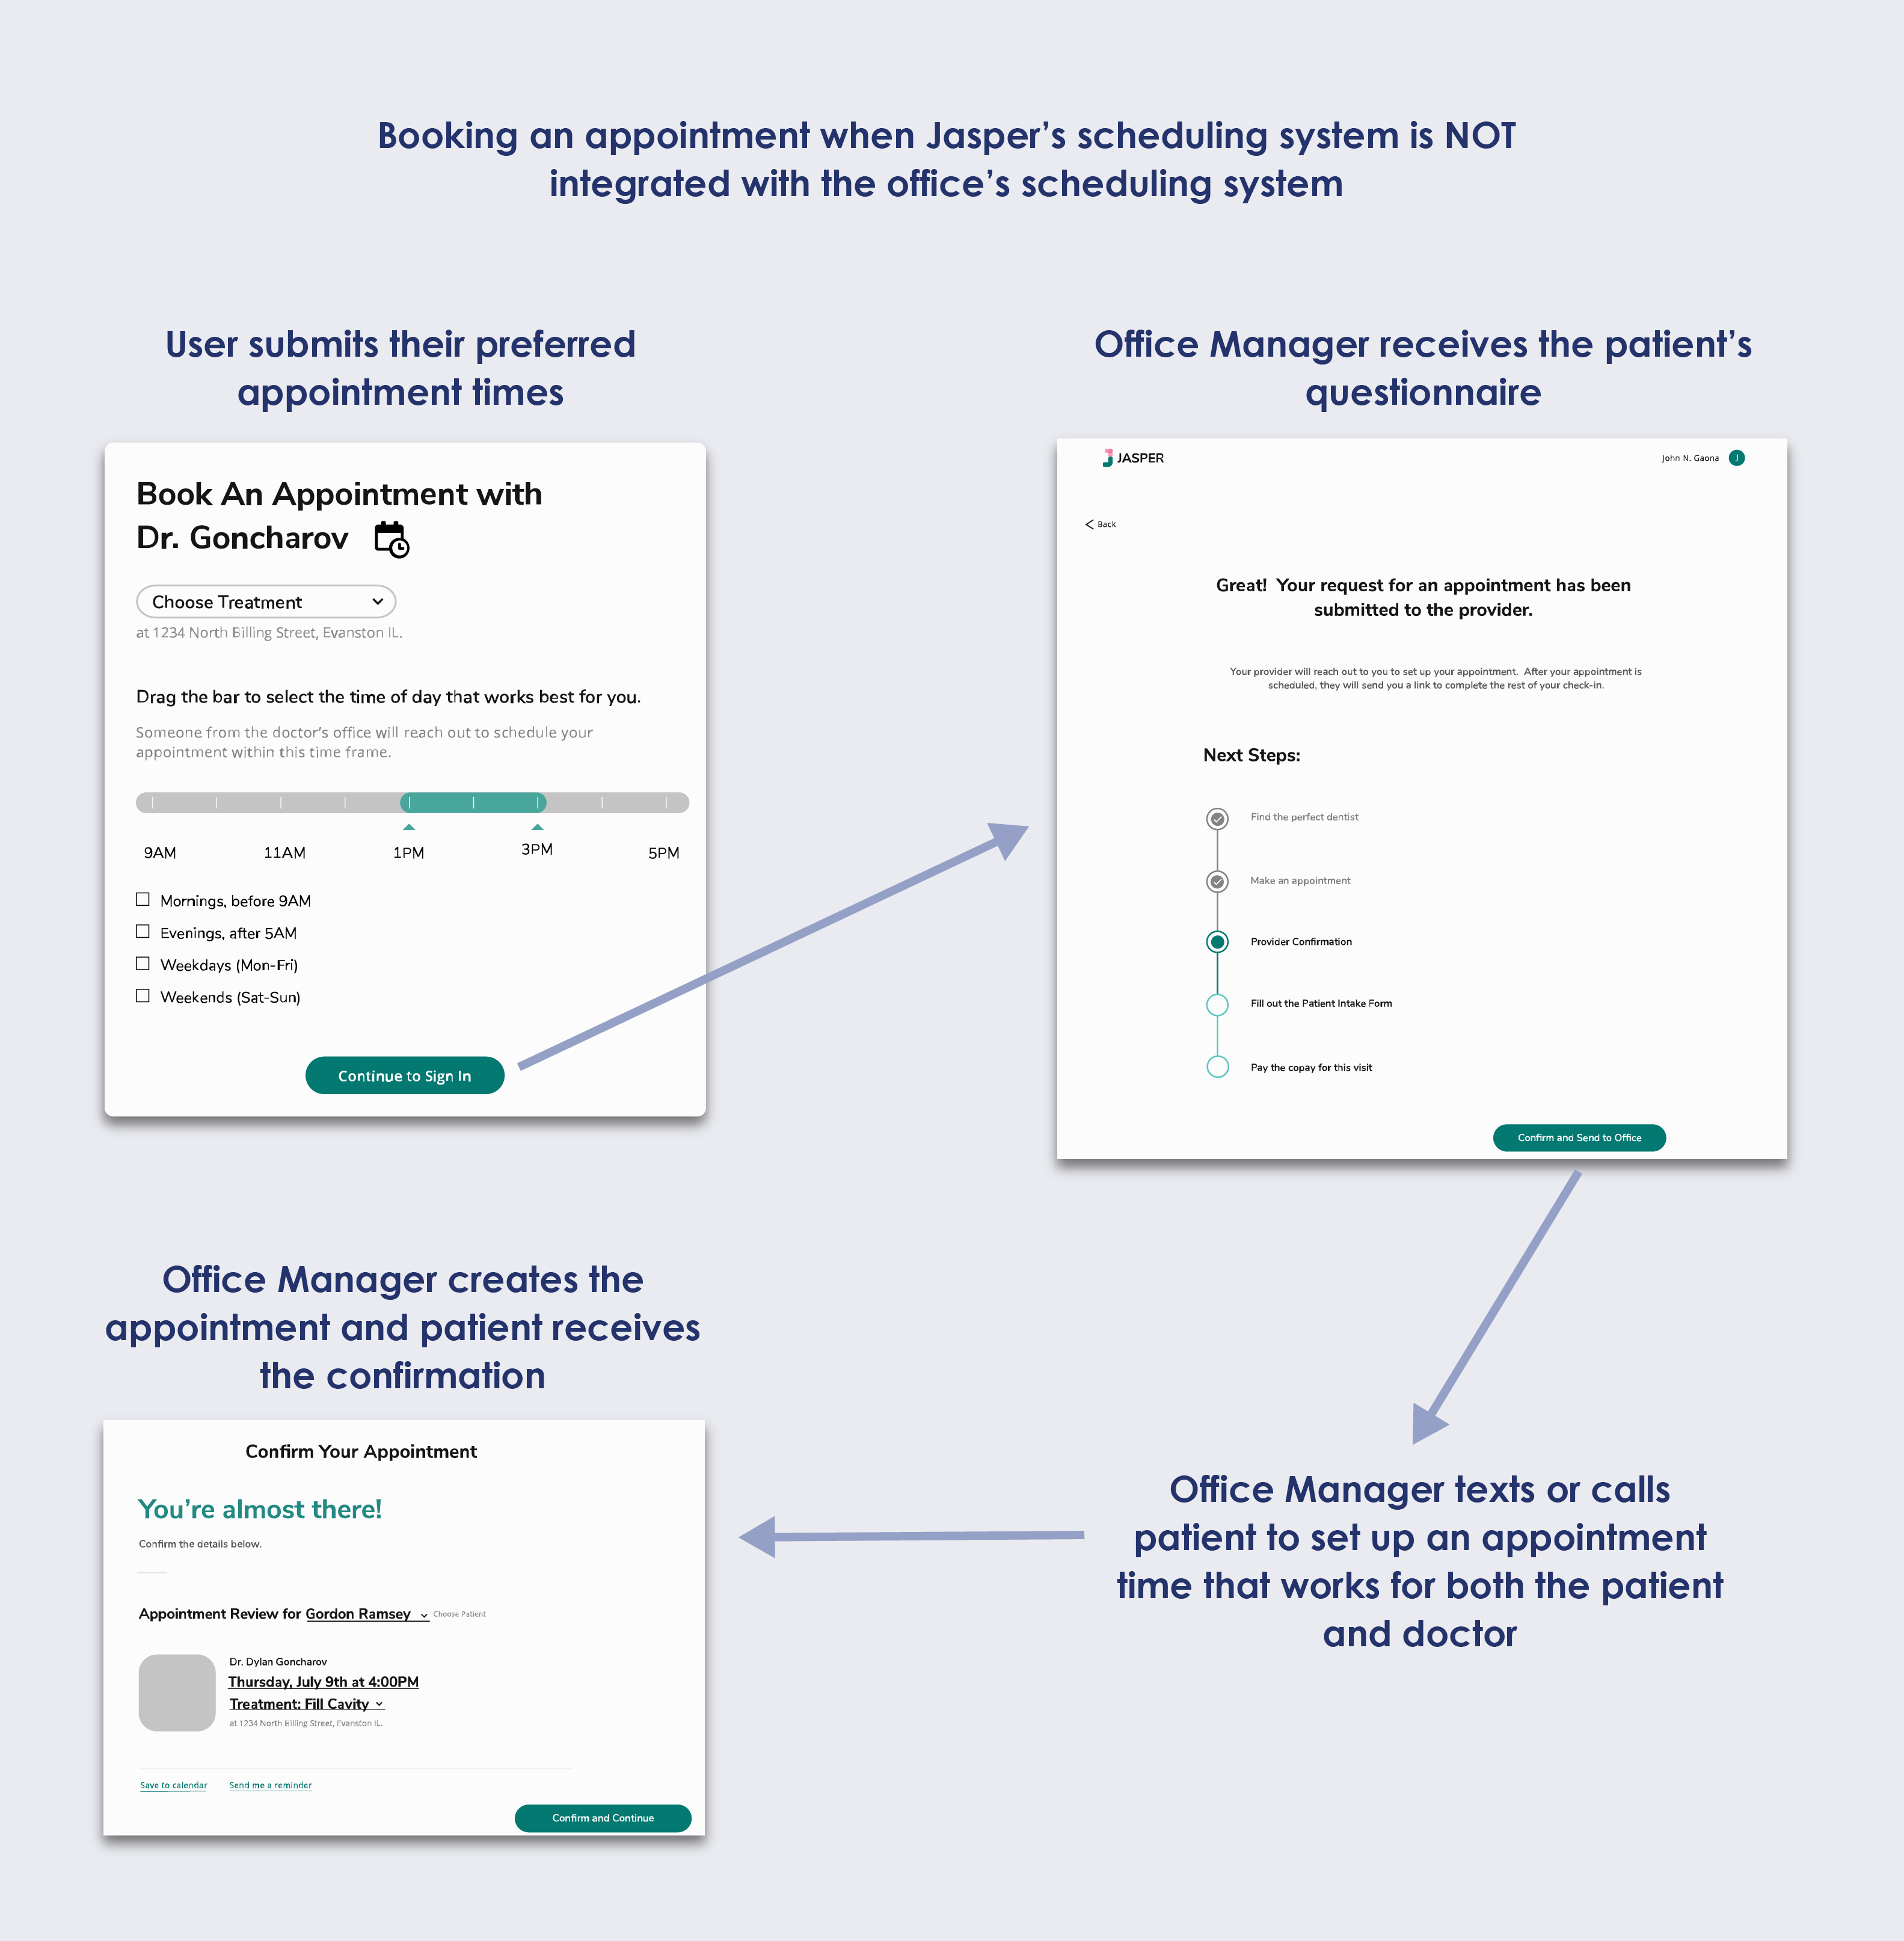 Booking an appointment when Jasper's scheduling system is NOT
integrated with the office's scheduling system
User submits their preferred
appointment times
Book An Appointment with
Dr. Goncharov
Choose Treatment
at 1234 North Billing Street, Evanston IL.
Drag the bar to select the time of day that works best for you.
Someone from the doctor's office will reach out to schedule your
appointment within this time frame.
9AM 11AM 1PM 3PM 5PM
Mornings, before 9AM
Evenings, after 5AM
Weekdays (Mon-Fri)
Weekends (Sat-Sun)
Continue to Sign In
Office Manager receives the patient's
questionnaire
JASPER
John N. Gaona J
Back
Great! Your request for an appointment has been
submitted to the provider.
Your provider will reach out to you to set up your appointment. After your appointment is
scheduled, they will send you a link to complete the rest of your check-in.
Next Steps:
Find the perfect dentist
Make an appointment
Provider Confirmation
Fill out the Patient Intake Form
Pay the copay for this visit
Confirm and Send to Office
Office Manager texts or calls
patient to set up an appointment
time that works for both the patient
and doctor
Office Manager creates the
appointment and patient receives
the confirmation
Confirm Your Appointment
You're almost there!
Confirm the details below.
Appointment Review for Gordon Ramsey Choose Patient
Dr. Dylan Goncharov
Thursday, July 9th at 4:00PM
Treatment: Fill Cavity
at 1234 North Billing Street, Evanston IL.
Save to calendar Send me a reminder
Confirm and Continue